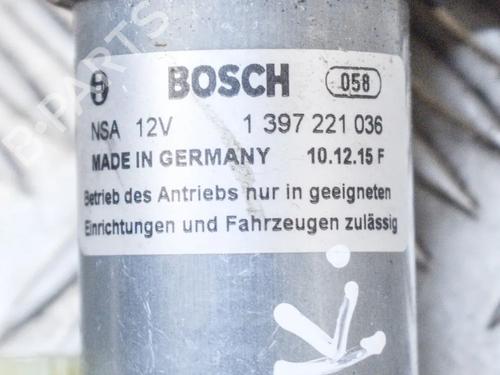 BOSCH 058
NSA 12V 1 397 221 036
MADE IN GERMANY 10.12.15 F
Betrieb des Antriebs nur in geeigneten
Einrichtungen und Fahrzeugen zulässig
B-PARTS